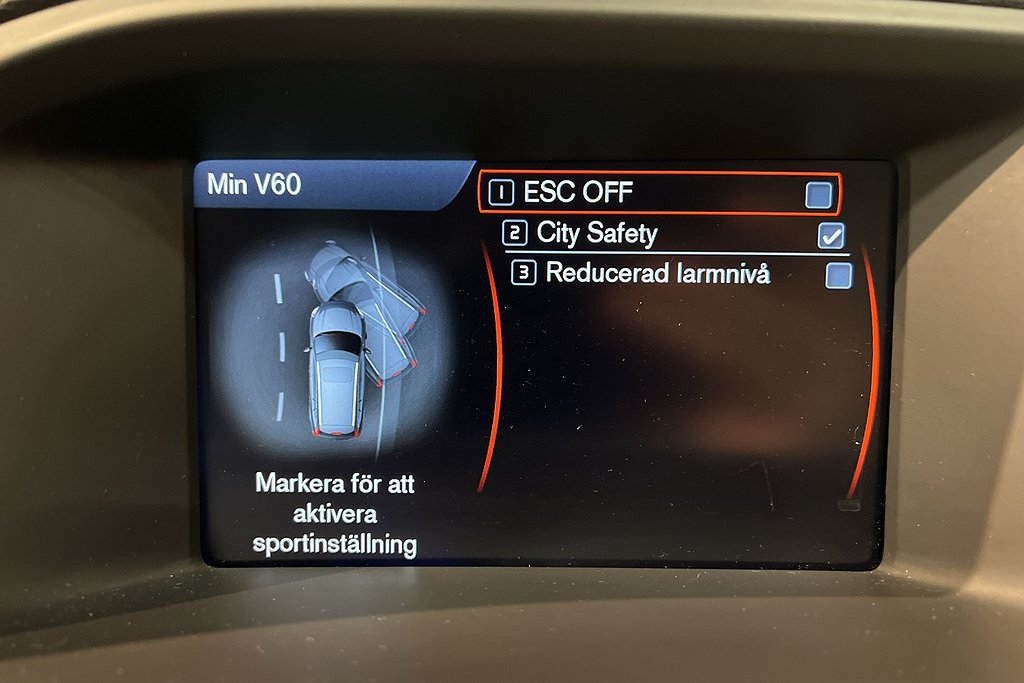 Min V60
1 ESC OFF
2 City Safety
3 Reducerad larmnivå
Markera för att
aktivera
sportinställning